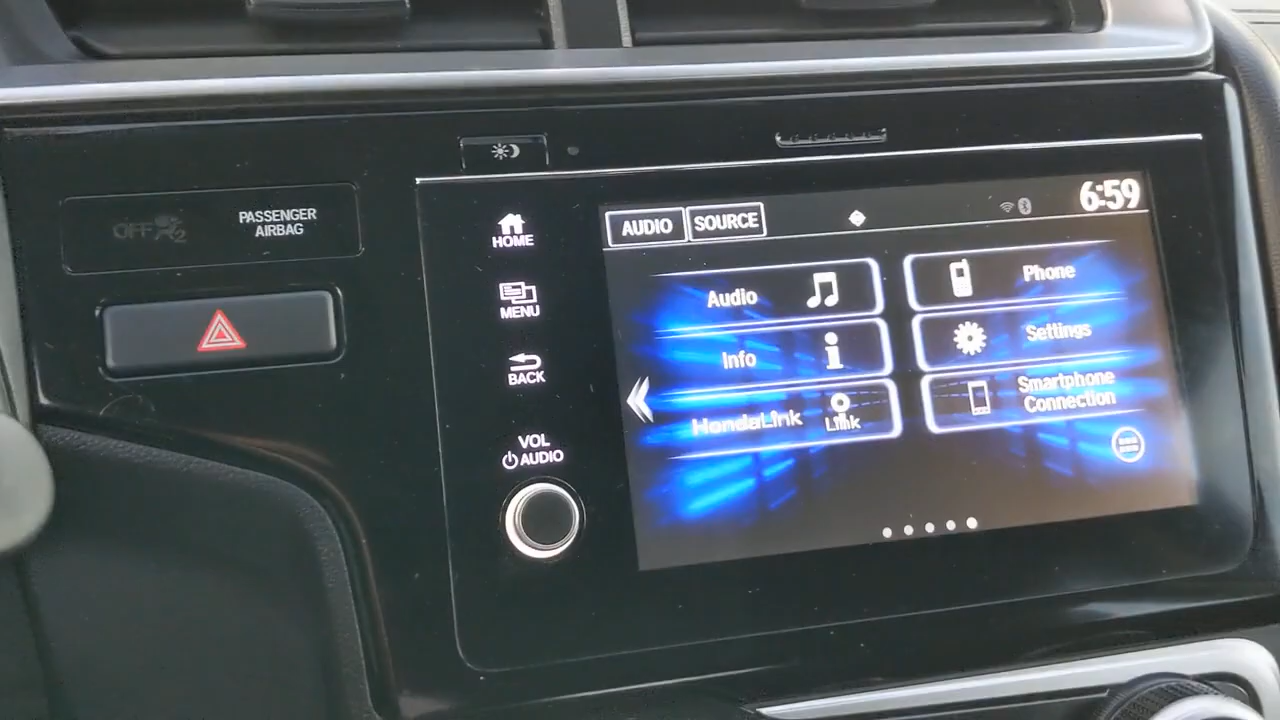 OFF
PASSENGER
AIRBAG
HOME
MENU
BACK
VOL
AUDIO
AUDIO
SOURCE
6:59
Audio
Phone
Info
Settings
HondaLink
Link
Smartphone
Connection